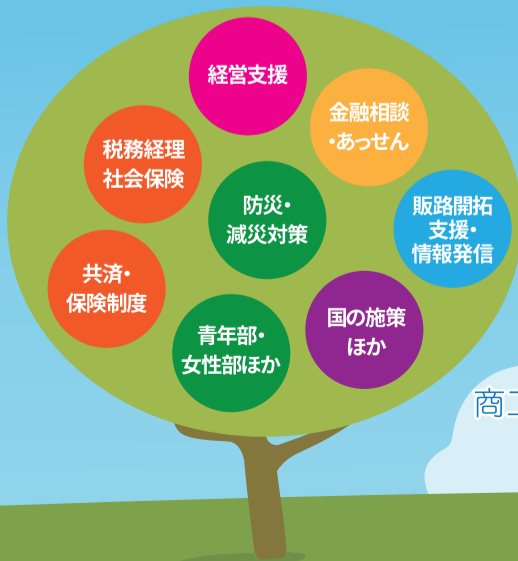 経営支援
金融相談
・あっせん
税務経理
社会保険
防災・
減災対策
販路開拓
支援・
情報発信
共済・
保険制度
青年部・
女性部ほか
国の施策
ほか
商工